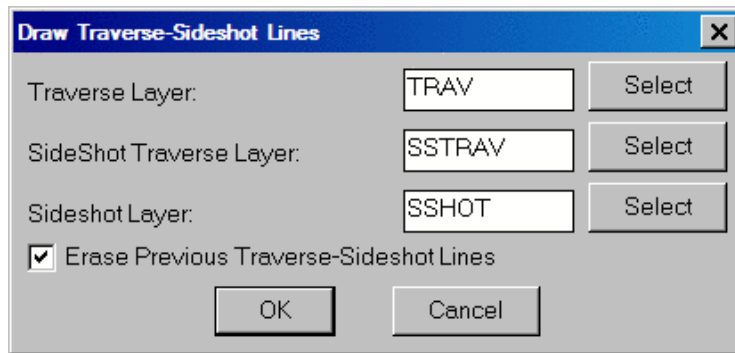 Draw Traverse-Sideshot Lines
Traverse Layer: TRAV Select
SideShot Traverse Layer: SSTRAV Select
Sideshot Layer: SSHOT Select
Erase Previous Traverse-Sideshot Lines
OK Cancel